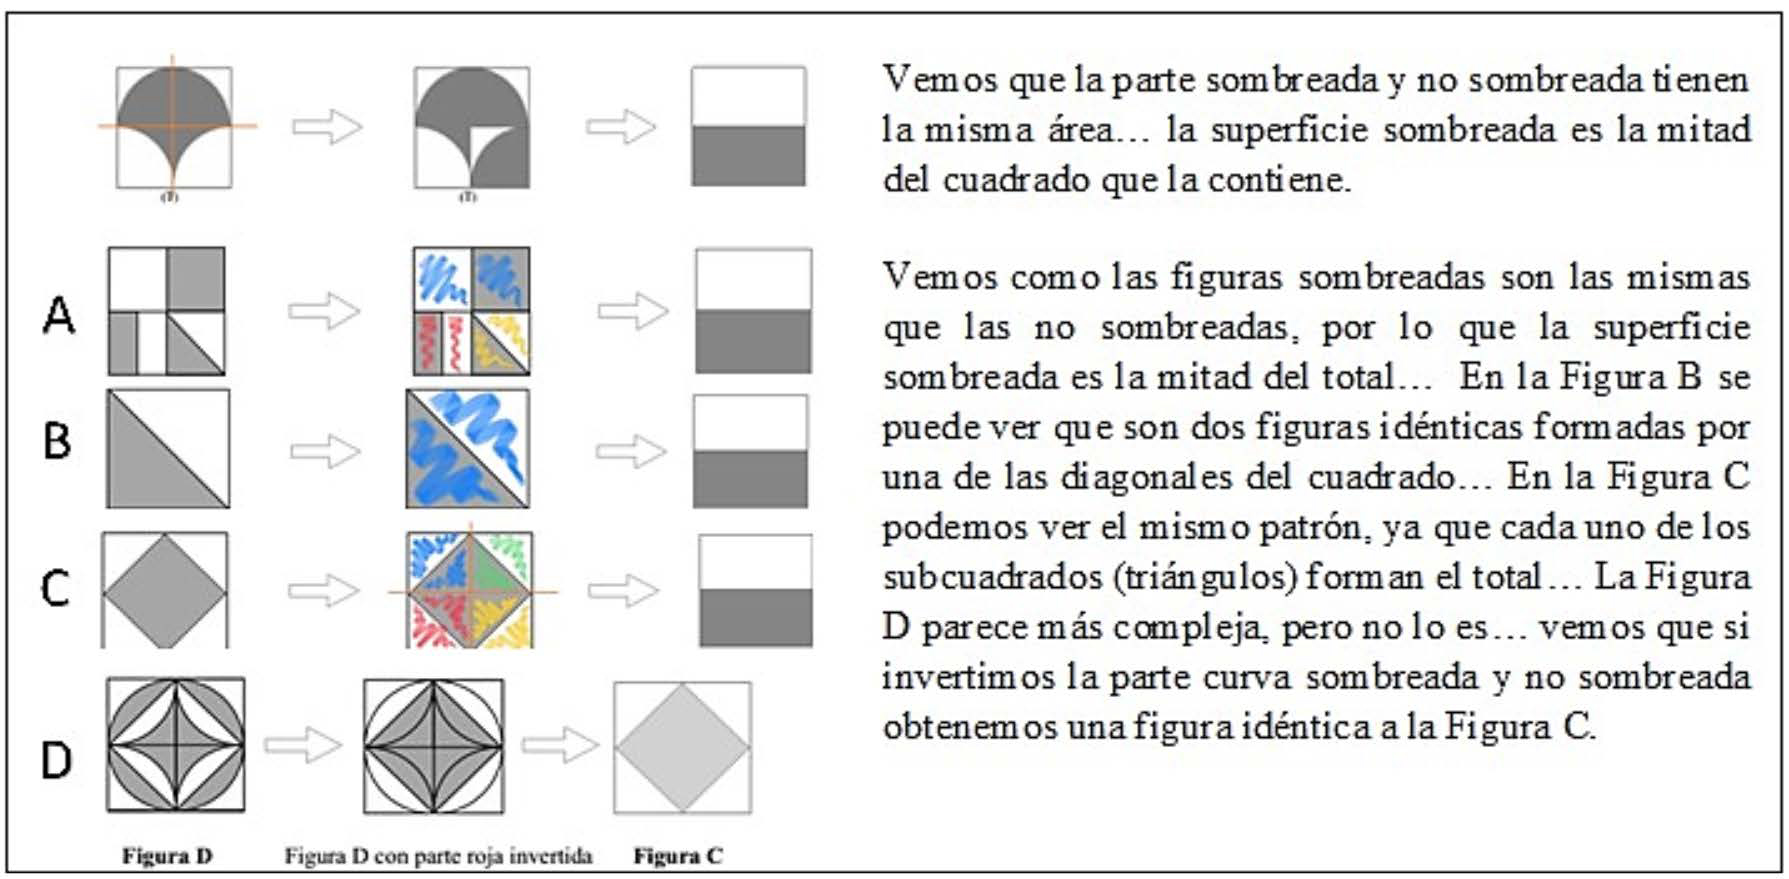 Vemos que la parte sombreada y no sombreada tienen
la misma área... la superficie sombreada es la mitad
del cuadrado que la contiene.
Vemos como las figuras sombreadas son las mismas
que las no sombreadas, por lo que la superficie
sombreada es la mitad del total... En la Figura B se
puede ver que son dos figuras idénticas formadas por
una de las diagonales del cuadrado... En la Figura C
podemos ver el mismo patrón, ya que cada uno de los
subcuadrados (triángulos) forman el total... La Figura
D parece más compleja, pero no lo es... vemos que si
invertimos la parte curva sombreada y no sombreada
obtenemos una figura idéntica a la Figura C.
A
B
C
D
Figura D
Figura D con parte roja invertida
Figura C